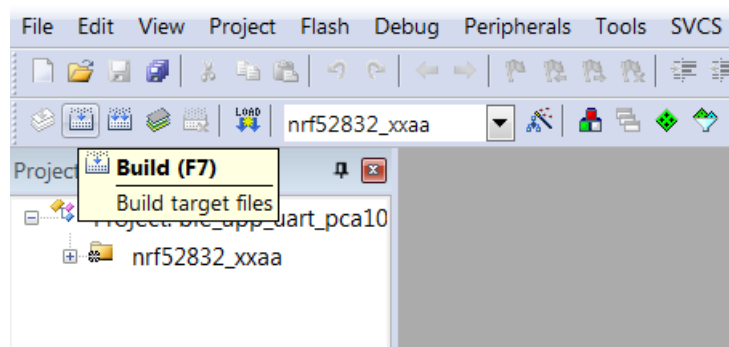 File Edit View Project Flash Debug Peripherals Tools SVCS
LOAD nrf52832_xxaa
Build (F7)
Project
Build target files
Project: ble_app_uart_pca10
nrf52832_xxaa